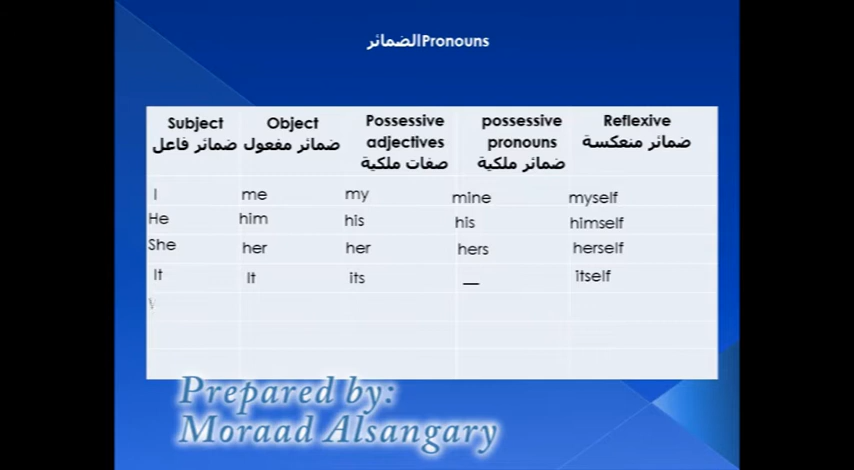 الضمائرPronouns
Subject Object Possessive adjectives possessive pronouns Reflexive
ضمائر فاعل ضمائر مفعول صفات ملكية ضمائر ملكية ضمائر منعكسة
I me my mine myself
He him his his himself
She her her hers herself
It It its __ itself
Prepared by:
Moraad Alsangary